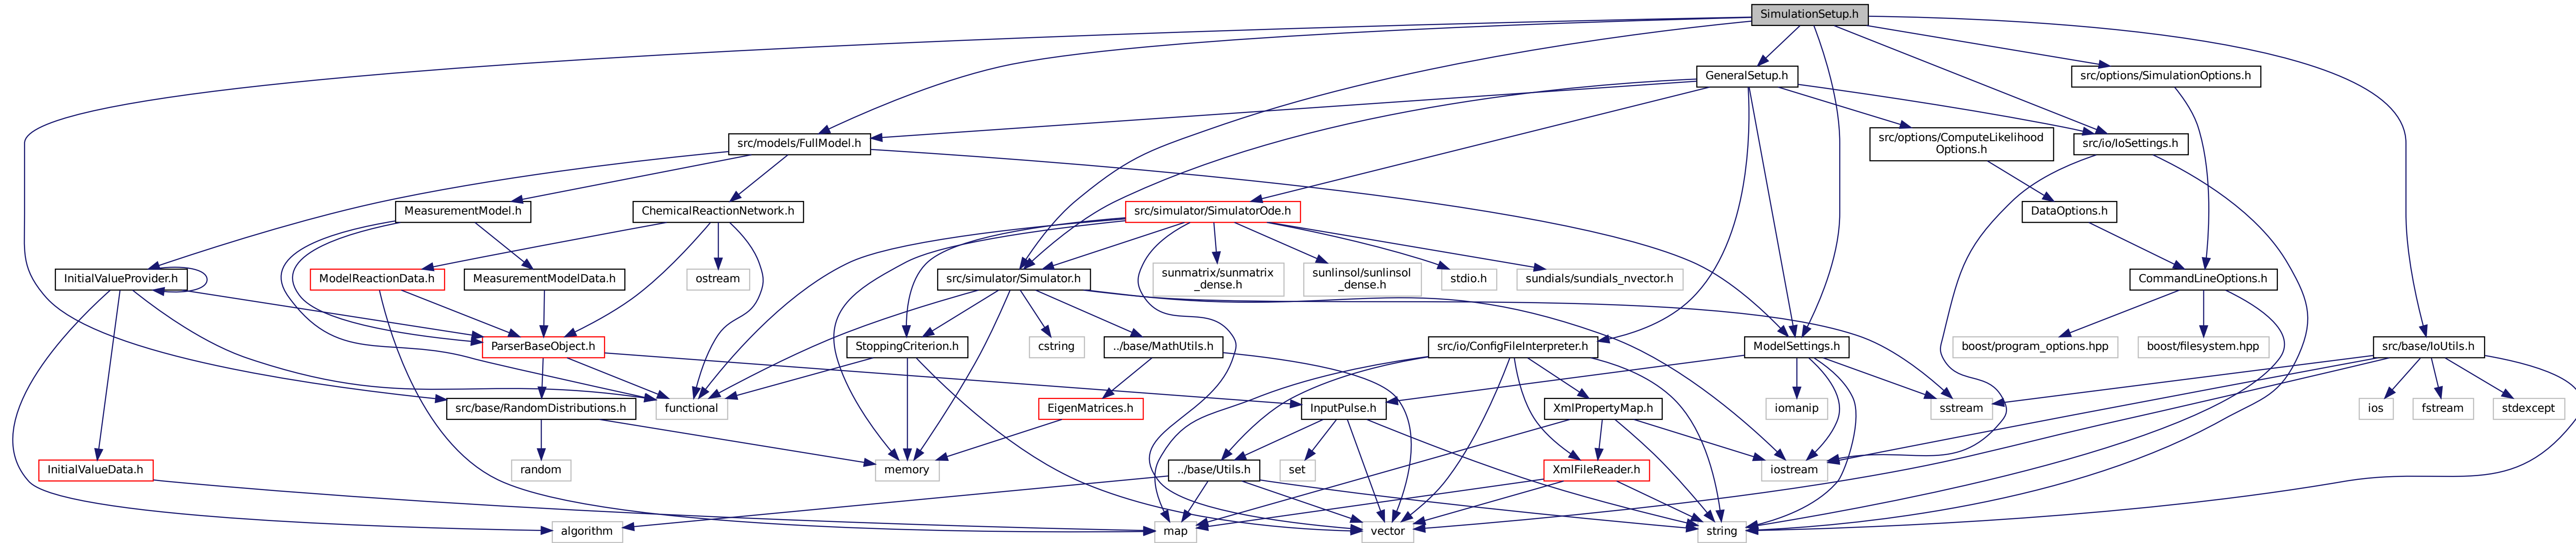 SimulationSetup.h
GeneralSetup.h
src/options/SimulationOptions.h
src/models/FullModel.h
src/options/ComputeLikelihood
Options.h
src/io/IoSettings.h
MeasurementModel.h
ChemicalReactionNetwork.h
src/simulator/SimulatorOde.h
DataOptions.h
InitialValueProvider.h
ModelReactionData.h
MeasurementModelData.h
ostream
src/simulator/Simulator.h
sunmatrix/sunmatrix
_dense.h
sunlinsol/sunlinsol
_dense.h
stdio.h
sundials/sundials_nvector.h
CommandLineOptions.h
ParserBaseObject.h
StoppingCriterion.h
cstring
../base/MathUtils.h
src/io/ConfigFileInterpreter.h
ModelSettings.h
boost/program_options.hpp
boost/filesystem.hpp
src/base/IoUtils.h
src/base/RandomDistributions.h
functional
EigenMatrices.h
InputPulse.h
XmlPropertyMap.h
iomanip
sstream
ios
fstream
stdexcept
InitialValueData.h
random
memory
../base/Utils.h
set
XmlFileReader.h
iostream
algorithm
map
vector
string